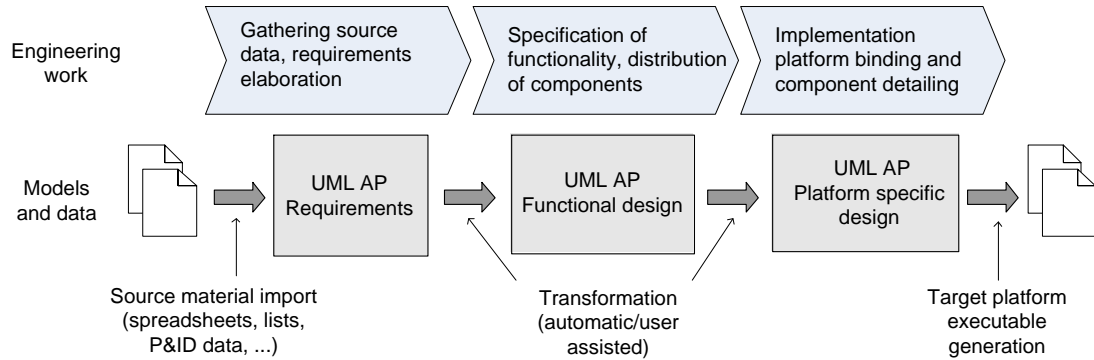 Engineering
work
Gathering source
data, requirements
elaboration
Specification of
functionality, distribution
of components
Implementation
platform binding and
component detailing
Models
and data
UML AP
Requirements
UML AP
Functional design
UML AP
Platform specific
design
Source material import
(spreadsheets, lists,
P&ID data, ...)
Transformation
(automatic/user
assisted)
Target platform
executable
generation